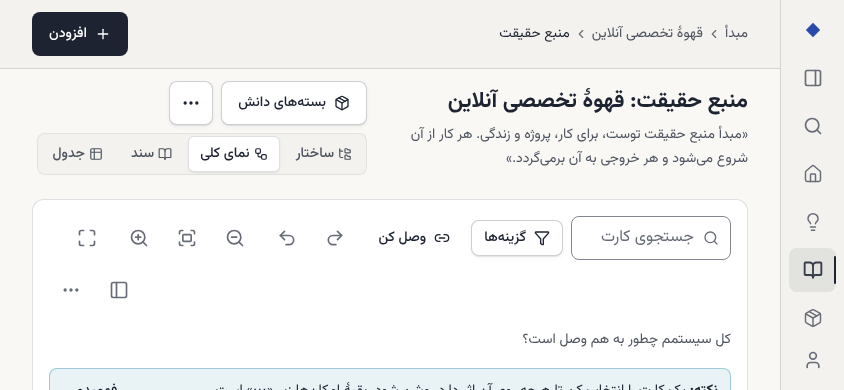 مبدأ › قهوهٔ تخصصی آنلاین › منبع حقیقت
افزودن
منبع حقیقت: قهوهٔ تخصصی آنلاین
«مبدأ منبع حقیقت توست، برای کار، پروژه و زندگی. هر کار از آن
شروع می‌شود و هر خروجی به آن برمی‌گردد.»
بسته‌های دانش
ساختار
نمای کلی
سند
جدول
جستجوی کارت
گزینه‌ها
وصل کن
کل سیستمم چطور به هم وصل است؟